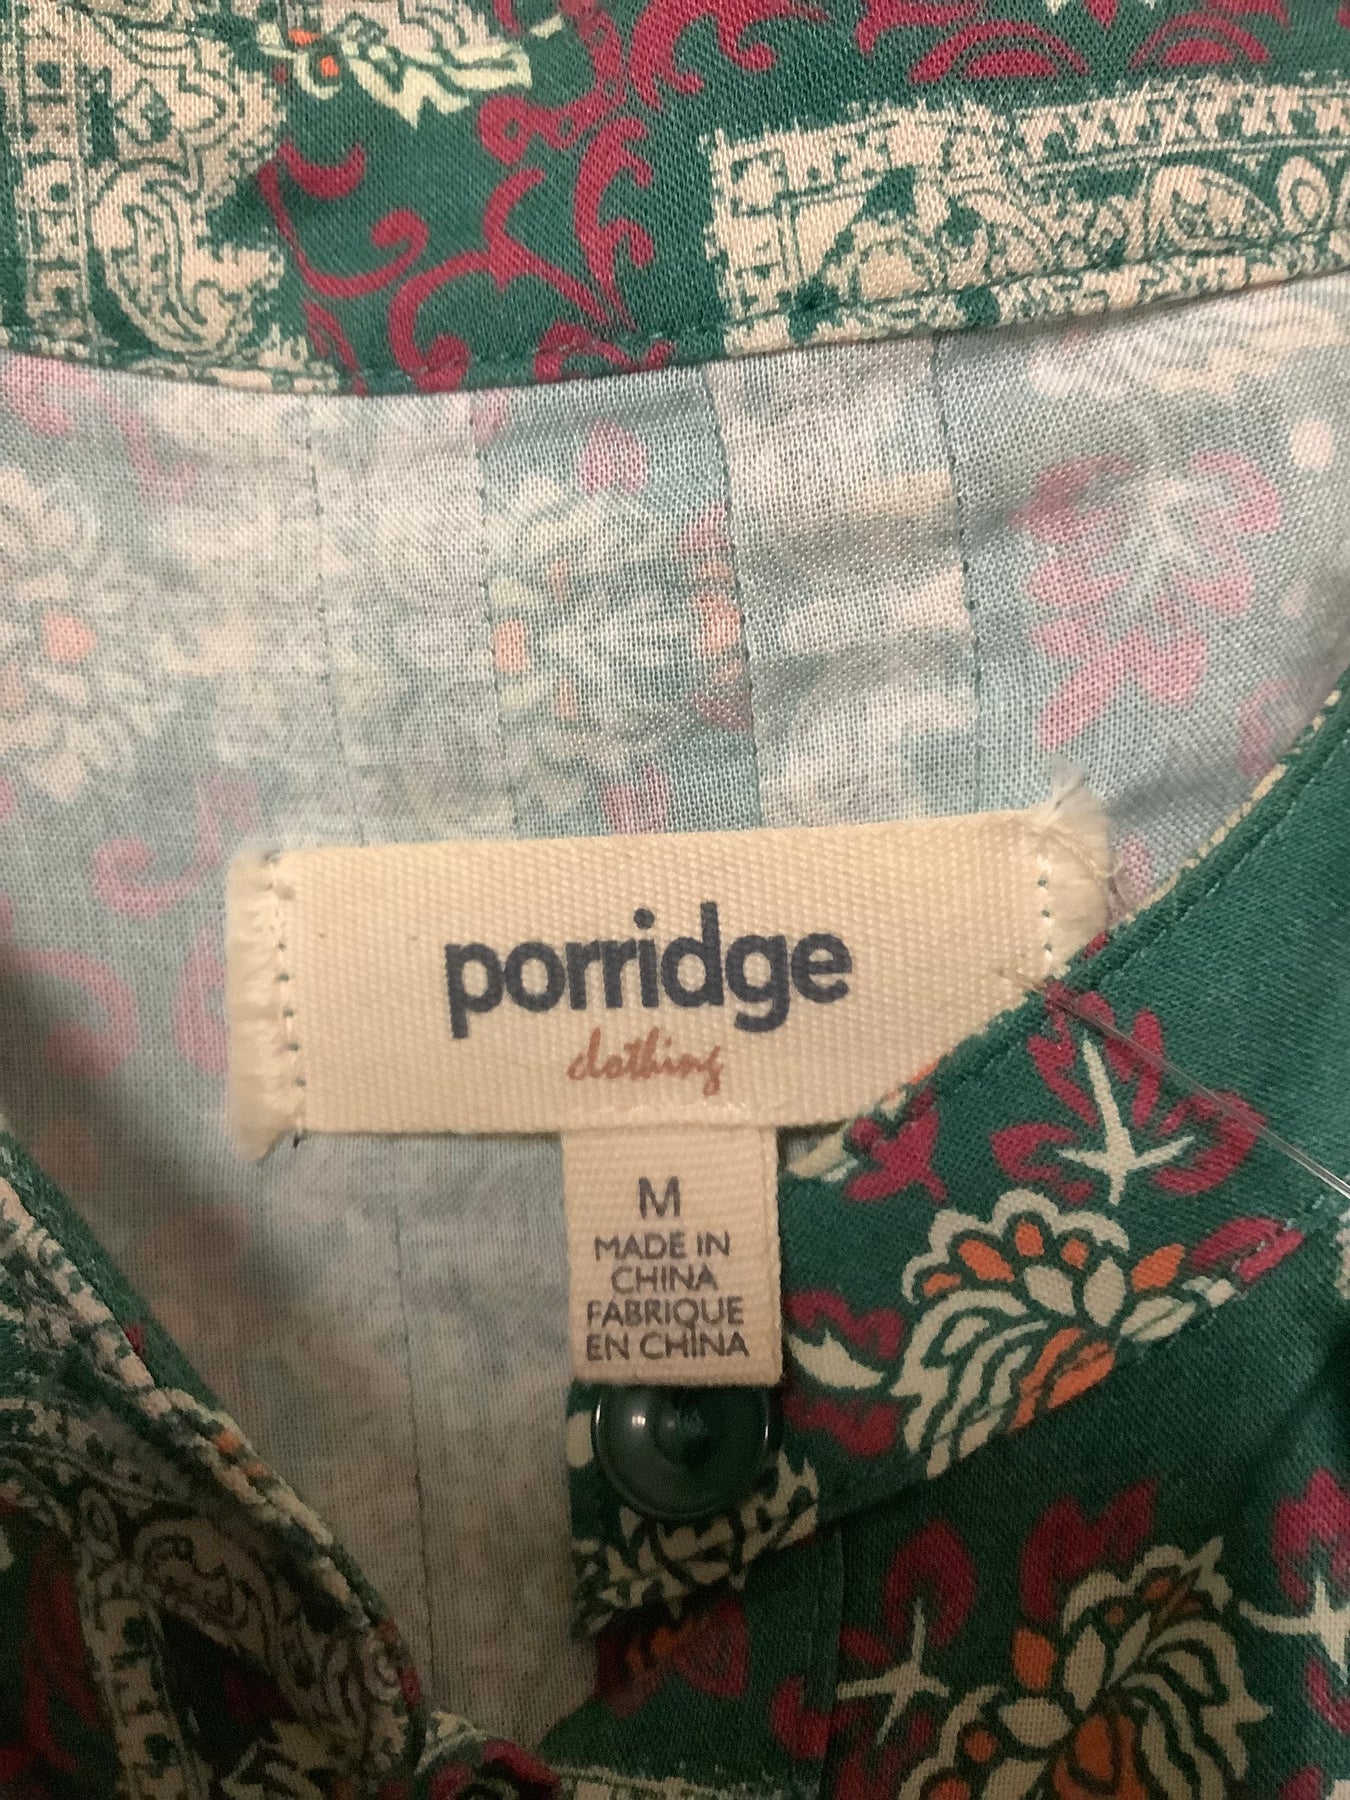 porridge
clothing
M
MADE IN
CHINA
FABRIQUE
EN CHINA